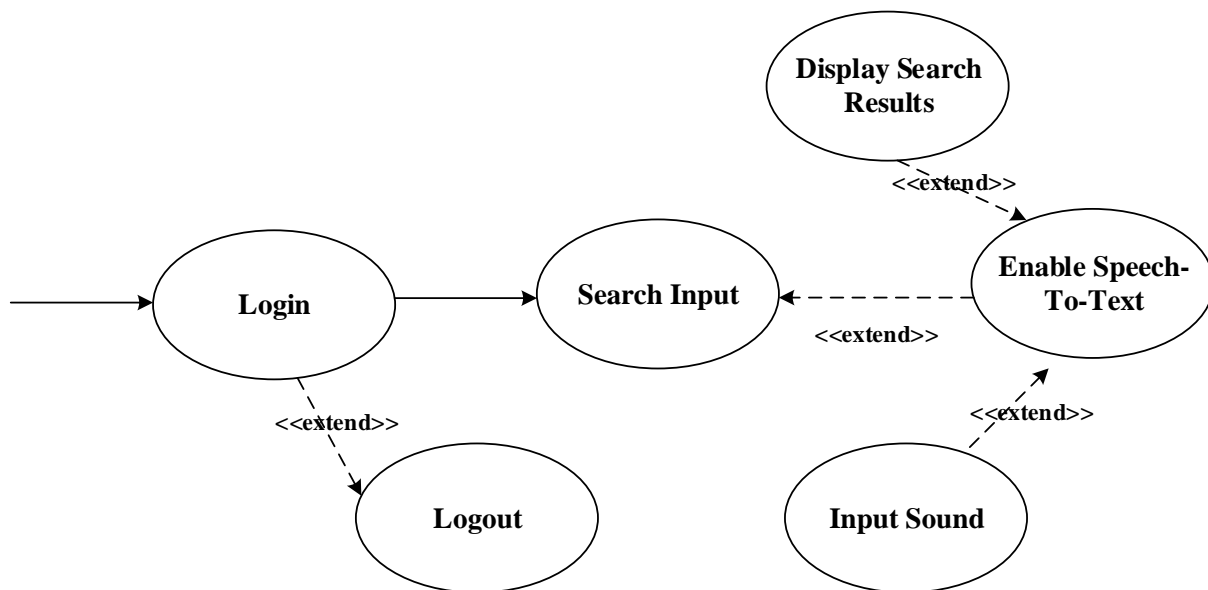 Display Search
Results
<<extend>>
Enable Speech-
To-Text
Search Input
Login
<<extend>>
<<extend>>
<<extend>>
Logout
Input Sound